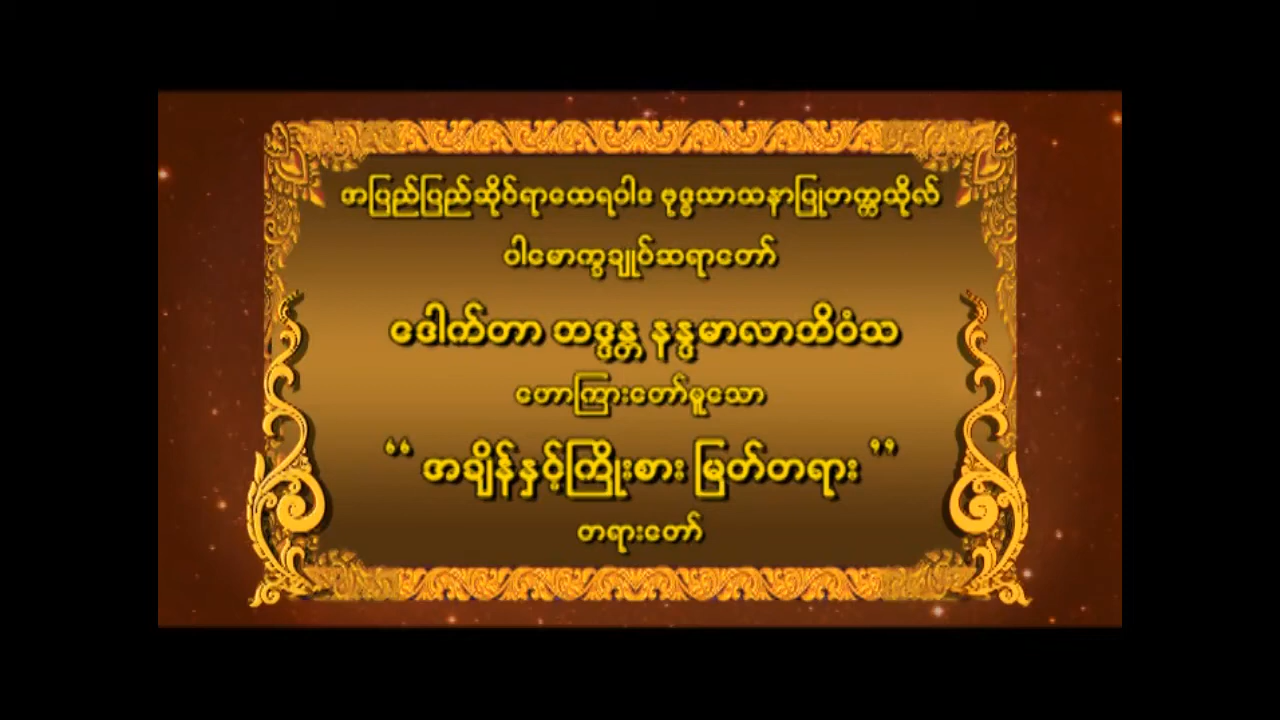 အပြည်ပြည်ဆိုင်ရာထေရဝါဒ ဗုဒ္ဓသာသနာပြုတက္ကသိုလ်
ပါမောက္ခချုပ်ဆရာတော်
ဒေါက်တာ ဘဒ္ဒန္တ နန္ဒမာလာဘိဝံသ
ဟောကြားတော်မူသော
“ အချိန်နှင့်ကြိုးစား မြတ်တရား ”
တရားတော်